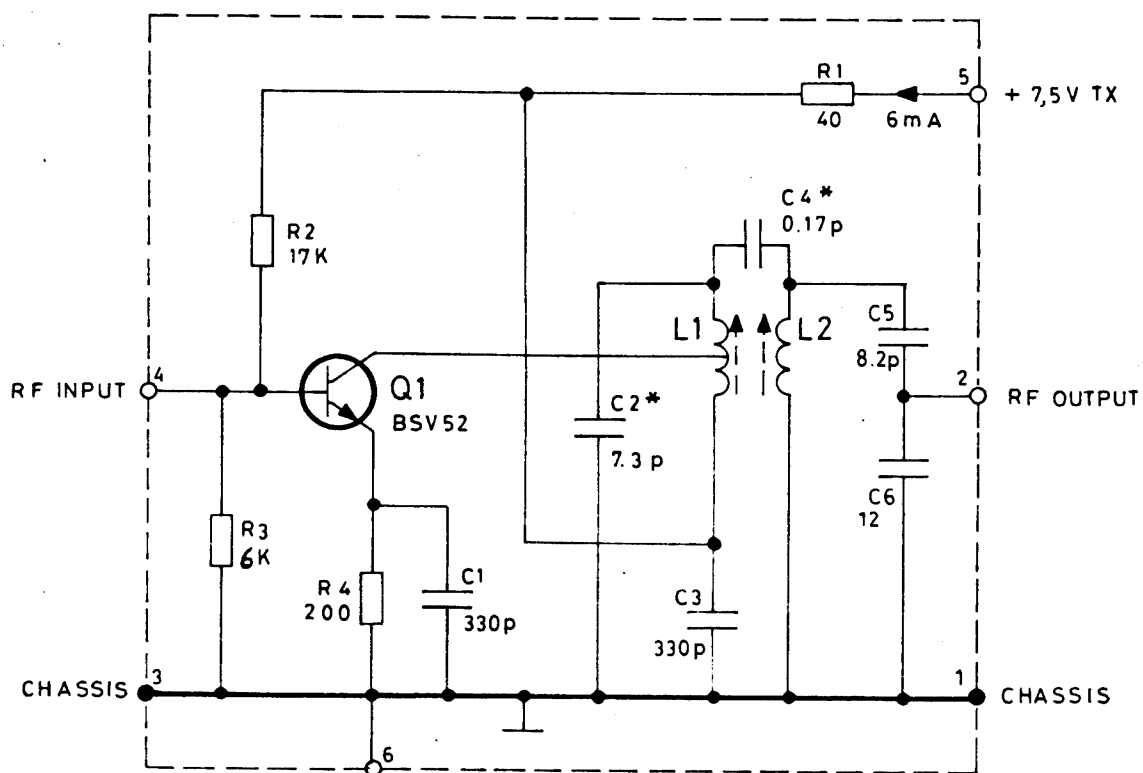 R1
40
6mA
5
+ 7,5V TX
C4*
0.17p
R2
17K
L1
L2
C5
8.2p
RF INPUT
4
Q1
BSV52
2
RF OUTPUT
C2*
7.3p
C6
12
R3
6K
R4
200
C1
330p
C3
330p
CHASSIS
3
1
CHASSIS
6